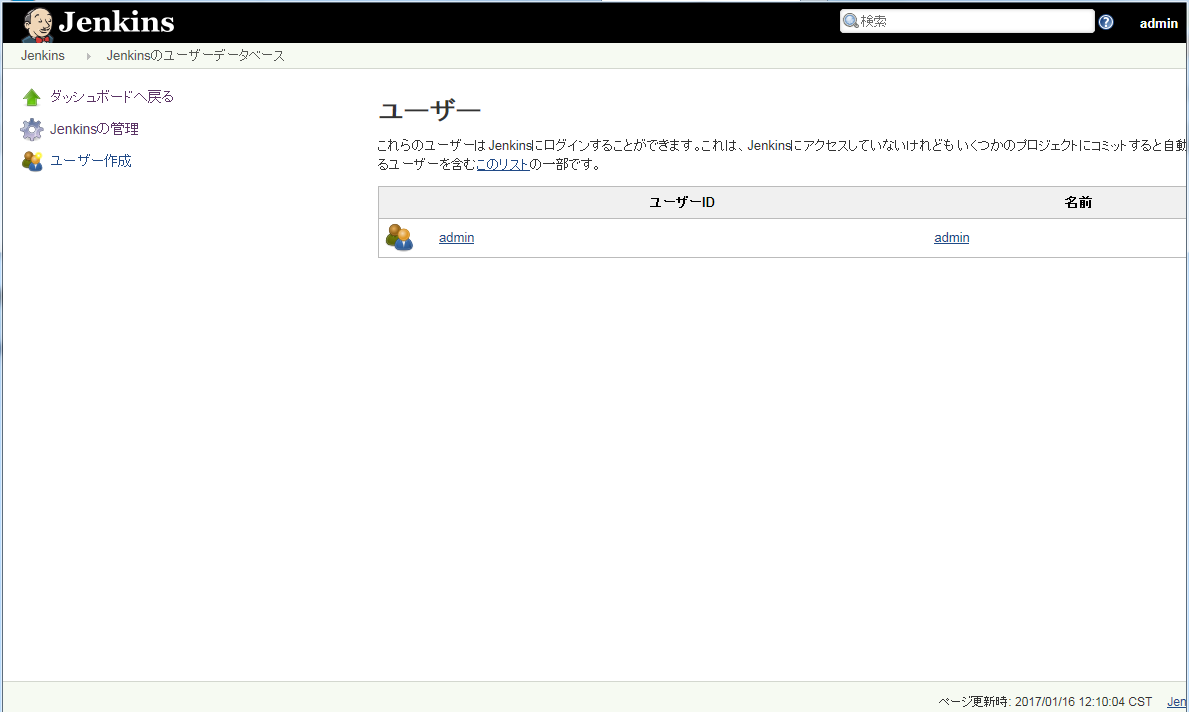 Jenkins
検索
admin
Jenkins
Jenkinsのユーザーデータベース
ダッシュボードへ戻る
Jenkinsの管理
ユーザー作成
ユーザー
これらのユーザーはJenkinsにログインすることができます。これは、Jenkinsにアクセスしていないけれどもいくつかのプロジェクトにコミットすると自動
るユーザーを含むこのリストの一部です。
ユーザーID 名前
admin admin
ページ更新時: 2017/01/16 12:10:04 CST Jen